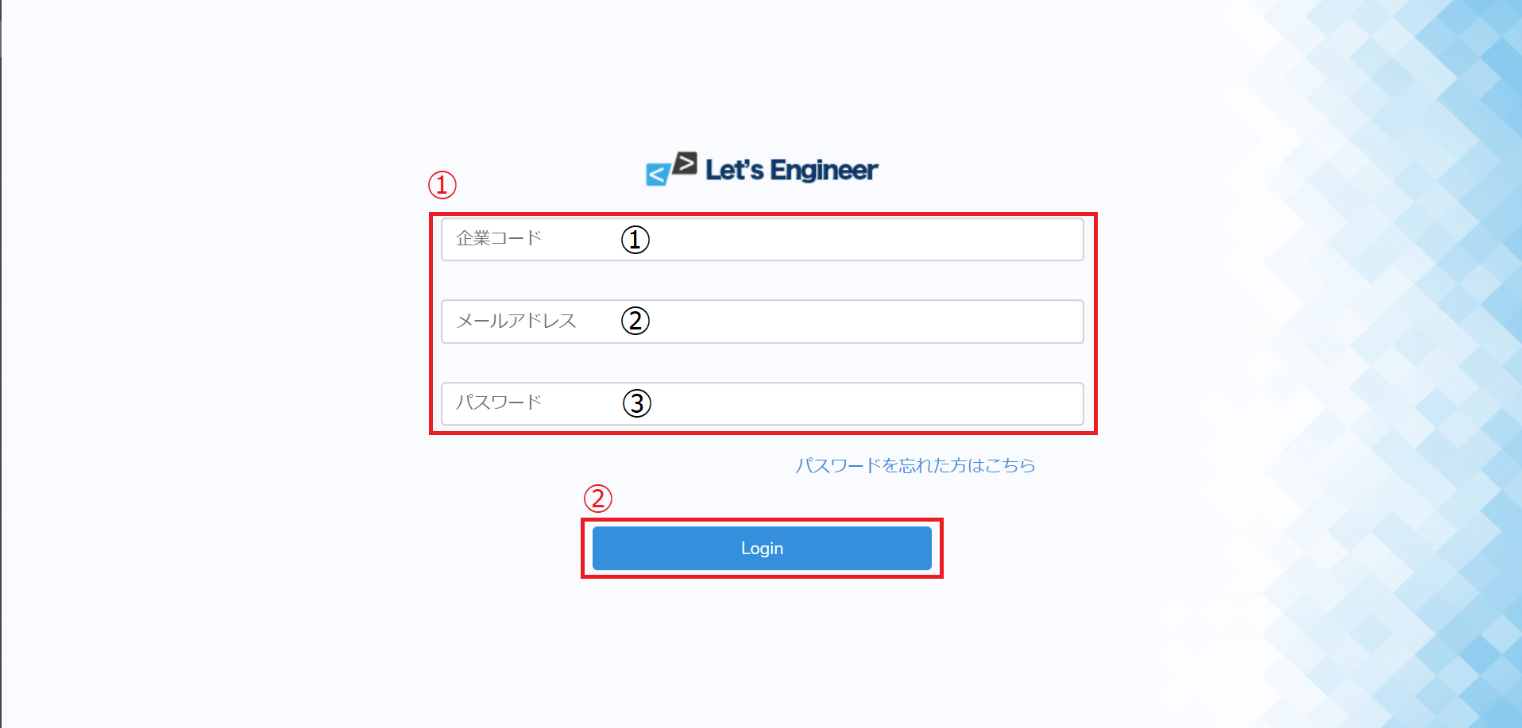 Let's Engineer
①
企業コード ①
メールアドレス ②
パスワード ③
パスワードを忘れた方はこちら
②
Login